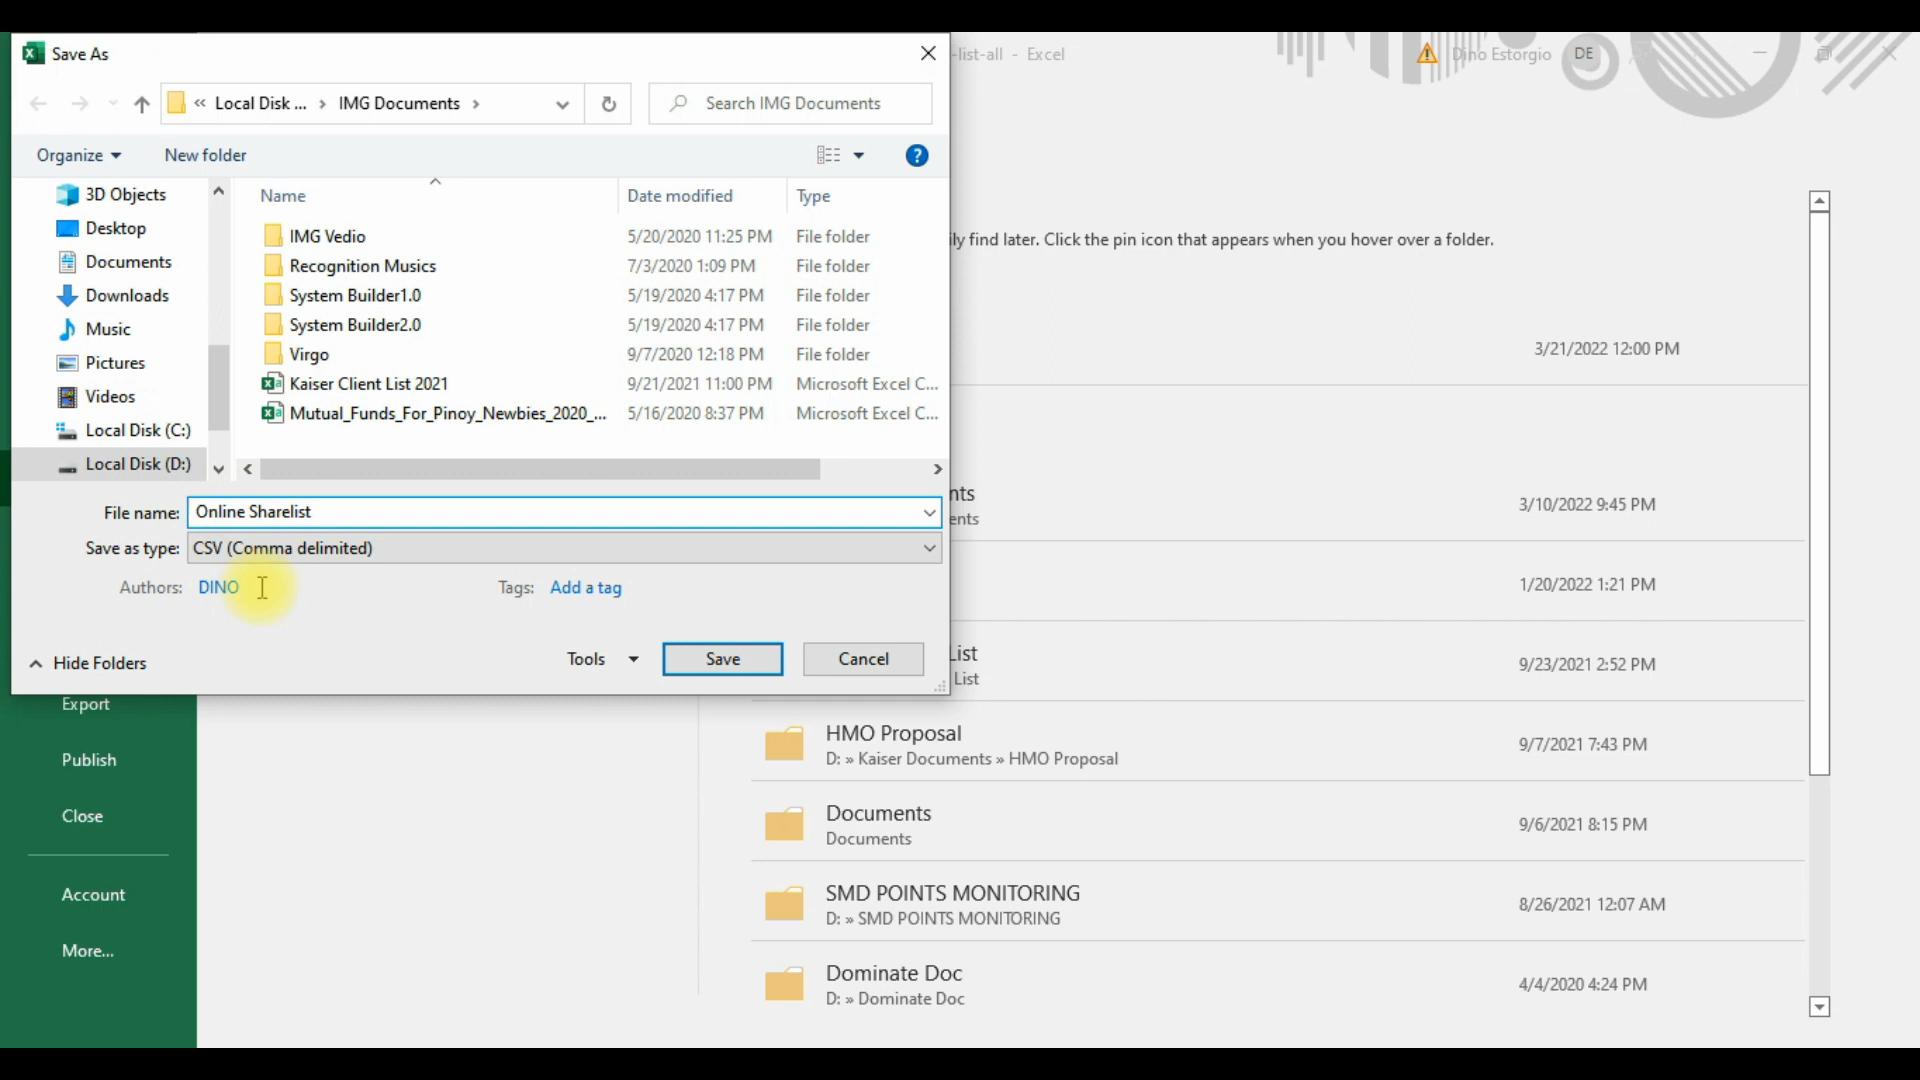 Save As
-list-all - Excel
Dino Estorgio
DE
« Local Disk ... › IMG Documents ›
Search IMG Documents
Organize
New folder
3D Objects
Desktop
Documents
Downloads
Music
Pictures
Videos
Local Disk (C:)
Local Disk (D:)
Name Date modified Type
IMG Vedio 5/20/2020 11:25 PM File folder
Recognition Musics 7/3/2020 1:09 PM File folder
System Builder1.0 5/19/2020 4:17 PM File folder
System Builder2.0 5/19/2020 4:17 PM File folder
Virgo 9/7/2020 12:18 PM File folder
Kaiser Client List 2021 9/21/2021 11:00 PM Microsoft Excel C...
Mutual_Funds_For_Pinoy_Newbies_2020_... 5/16/2020 8:37 PM Microsoft Excel C...
File name: Online Sharelist
Save as type: CSV (Comma delimited)
Authors: DINO Tags: Add a tag
Hide Folders
Tools
Save
Cancel
ily find later. Click the pin icon that appears when you hover over a folder.
3/21/2022 12:00 PM
nts
ents
3/10/2022 9:45 PM
1/20/2022 1:21 PM
List
List
9/23/2021 2:52 PM
HMO Proposal
D: » Kaiser Documents » HMO Proposal
9/7/2021 7:43 PM
Documents
Documents
9/6/2021 8:15 PM
SMD POINTS MONITORING
D: » SMD POINTS MONITORING
8/26/2021 12:07 AM
Dominate Doc
D: » Dominate Doc
4/4/2020 4:24 PM
Export
Publish
Close
Account
More...